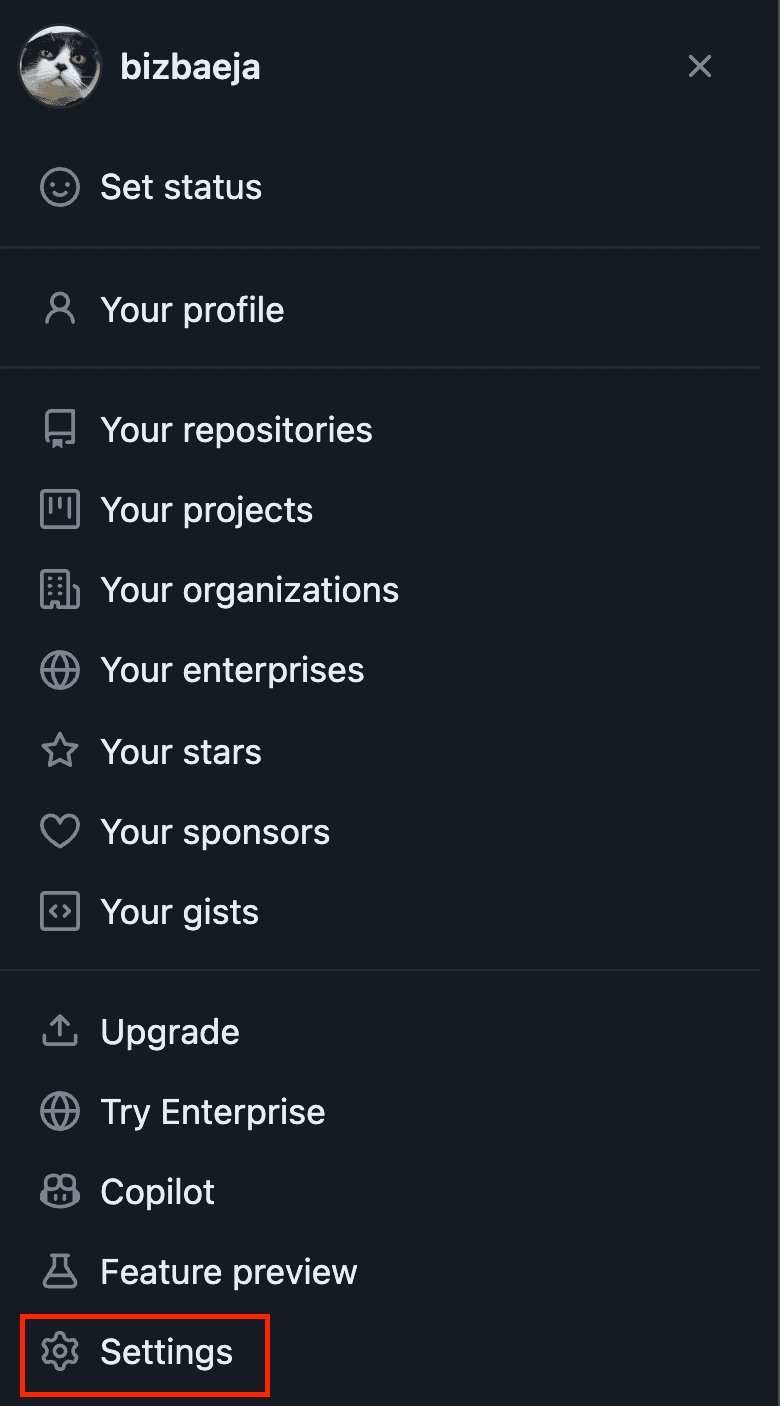 bizbaeja
Set status
Your profile
Your repositories
Your projects
Your organizations
Your enterprises
Your stars
Your sponsors
Your gists
Upgrade
Try Enterprise
Copilot
Feature preview
Settings